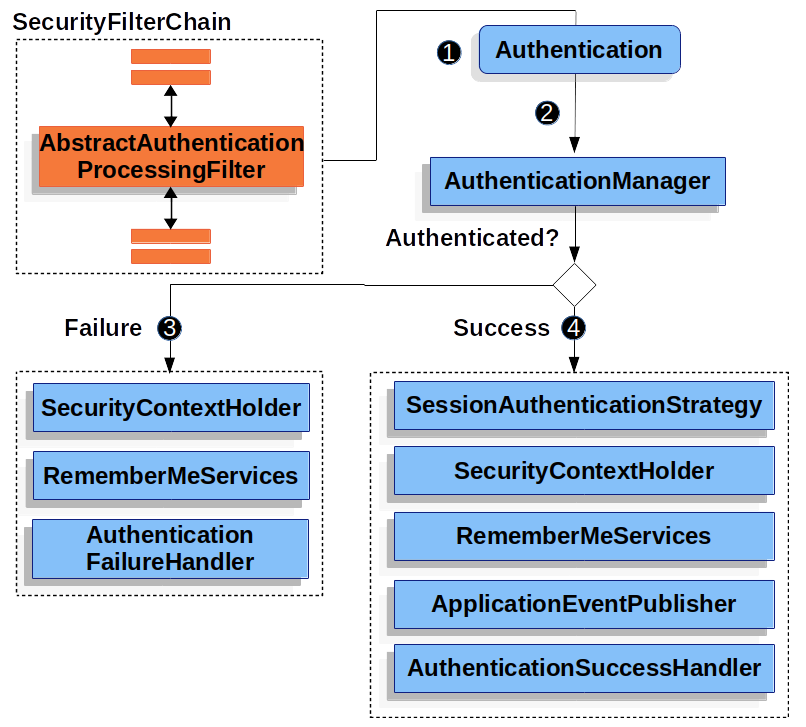 SecurityFilterChain
AbstractAuthentication
ProcessingFilter
1
Authentication
2
AuthenticationManager
Authenticated?
Failure 3
SecurityContextHolder
RememberMeServices
Authentication
FailureHandler
Success 4
SessionAuthenticationStrategy
SecurityContextHolder
RememberMeServices
ApplicationEventPublisher
AuthenticationSuccessHandler